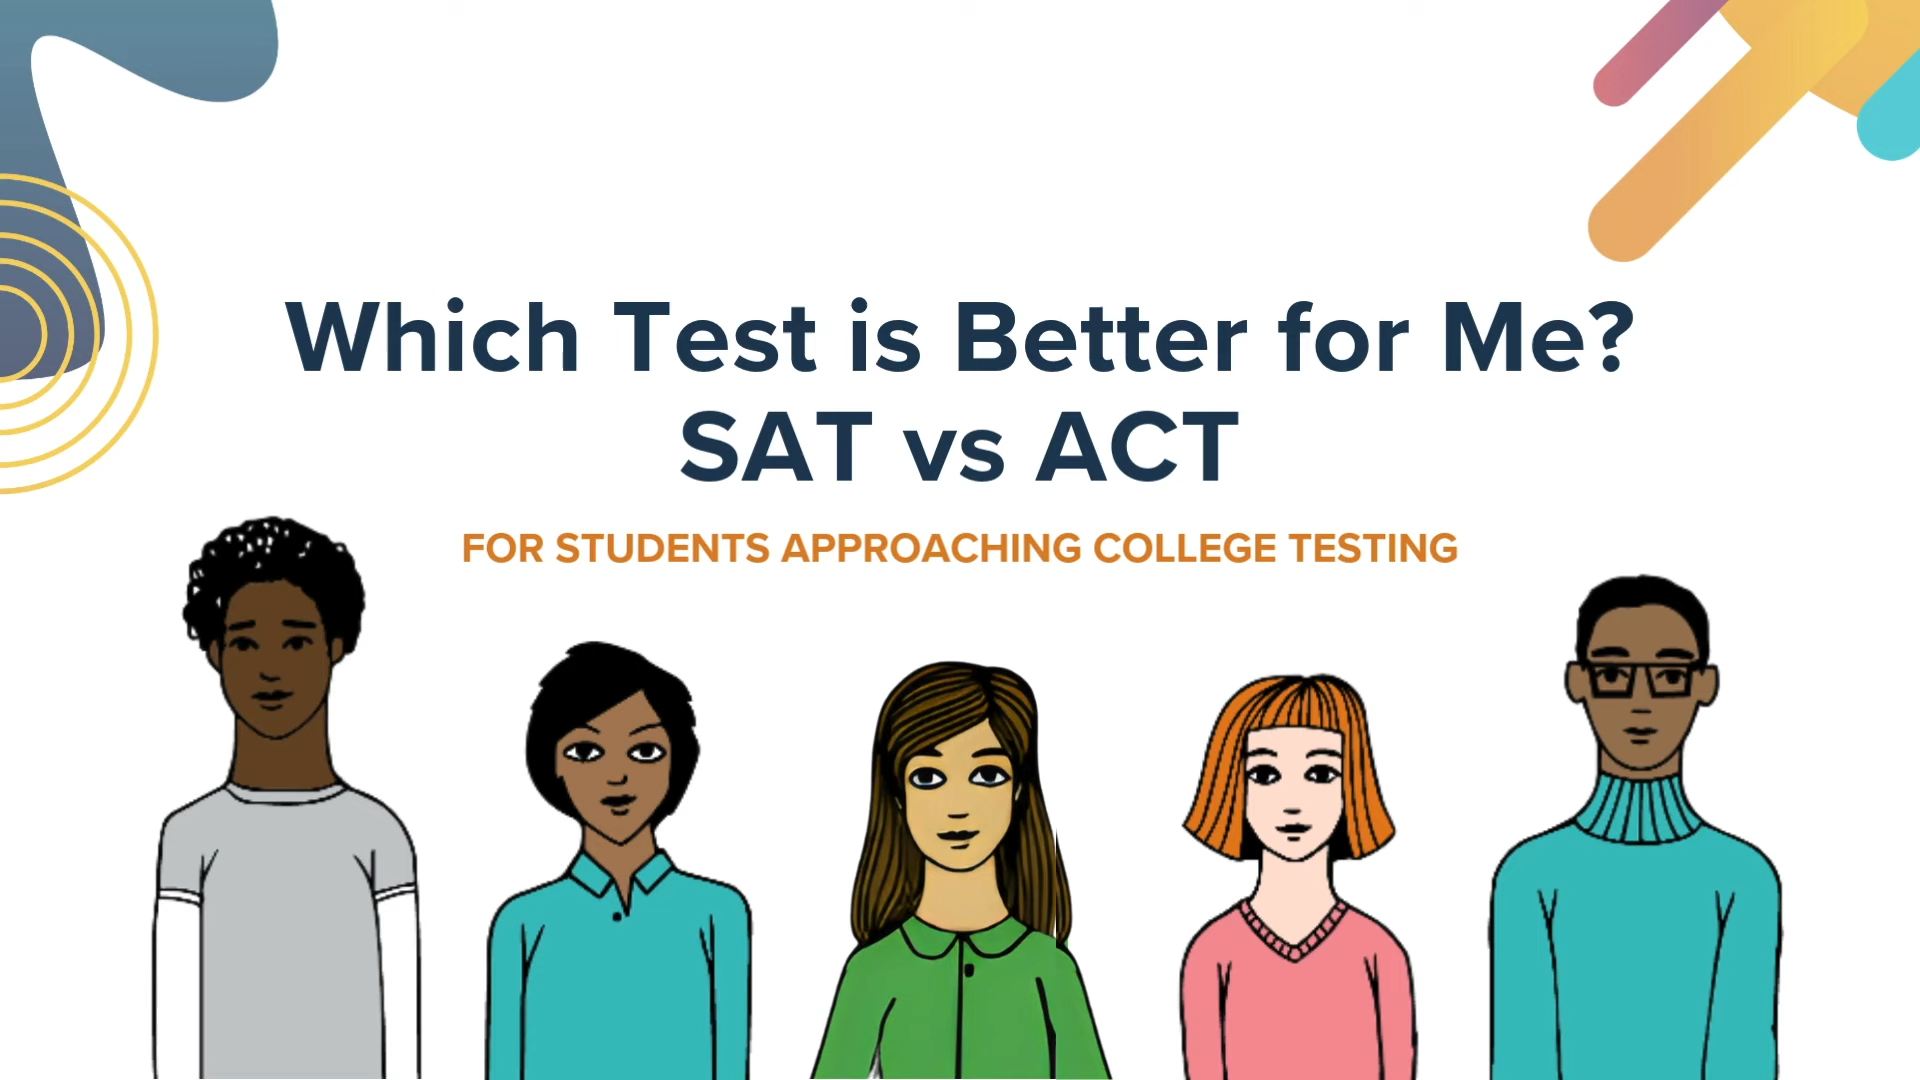 Which Test is Better for Me?
SAT vs ACT
FOR STUDENTS APPROACHING COLLEGE TESTING